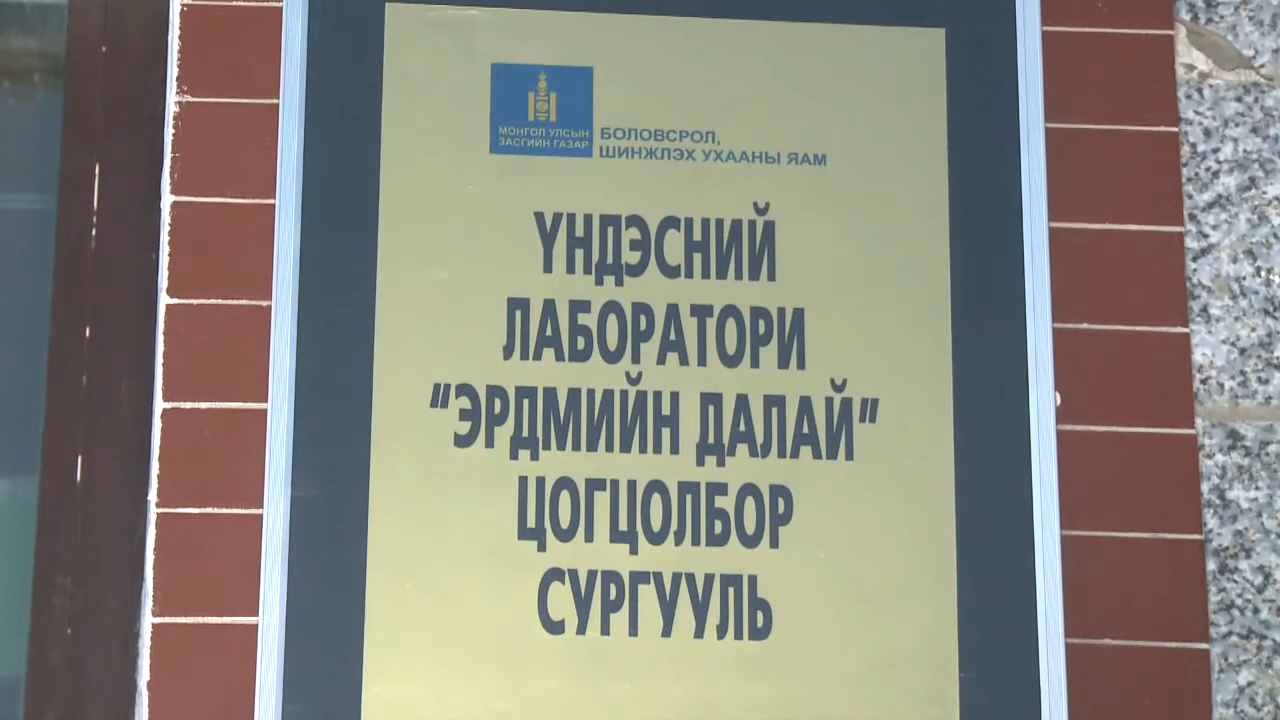 МОНГОЛ УЛСЫН
ЗАСГИЙН ГАЗАР
БОЛОВСРОЛ,
ШИНЖЛЭХ УХААНЫ ЯАМ
ҮНДЭСНИЙ
ЛАБОРАТОРИ
"ЭРДМИЙН ДАЛАЙ"
ЦОГЦОЛБОР
СУРГУУЛЬ